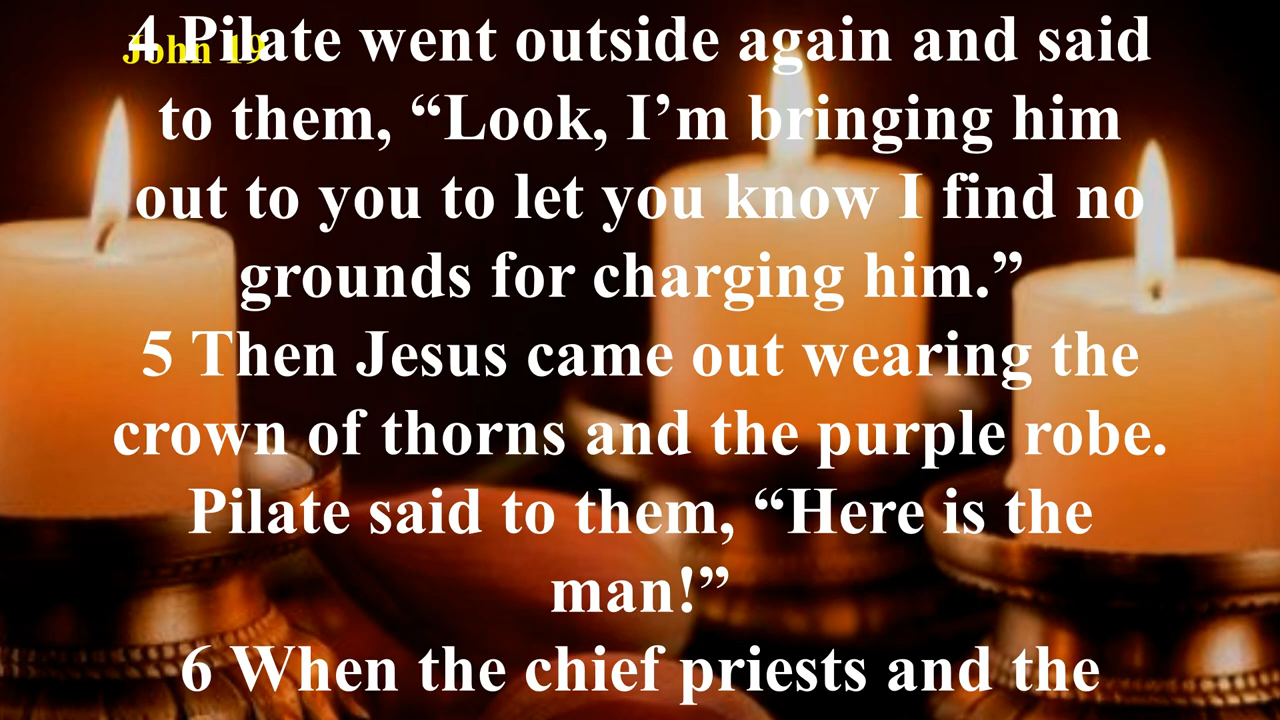 John 19
4 Pilate went outside again and said
to them, “Look, I’m bringing him
out to you to let you know I find no
grounds for charging him.”
5 Then Jesus came out wearing the
crown of thorns and the purple robe.
Pilate said to them, “Here is the
man!”
6 When the chief priests and the